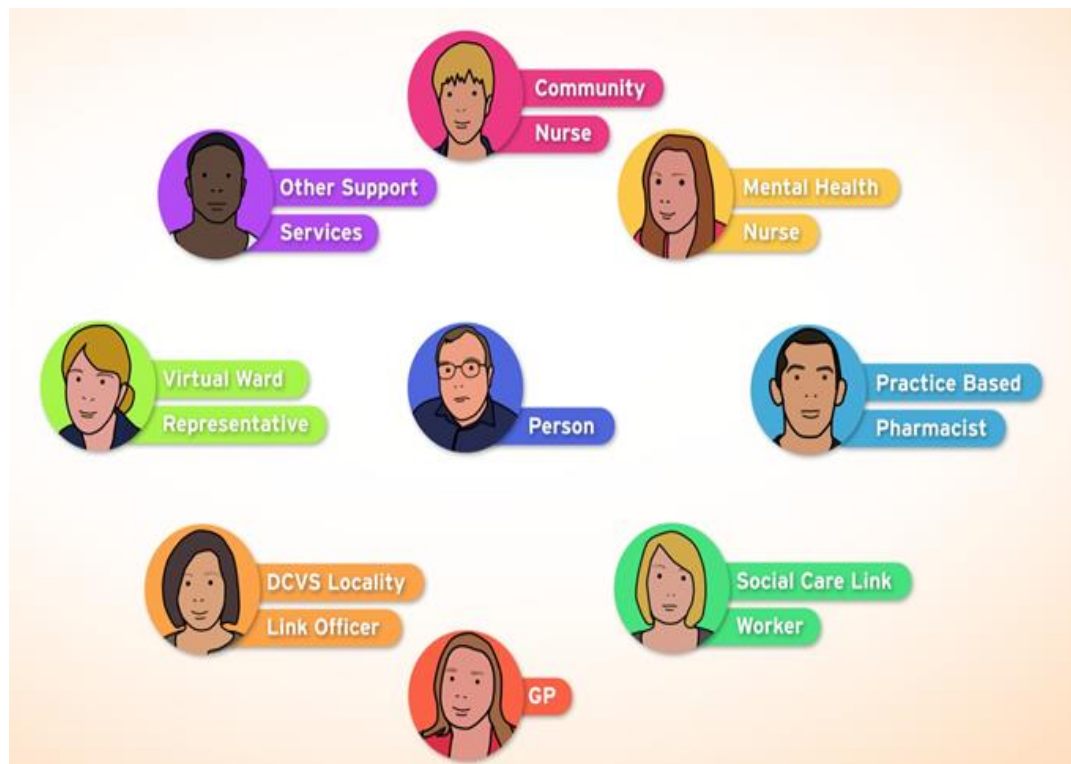 Community
Nurse
Other Support
Services
Mental Health
Nurse
Virtual Ward
Representative
Person
Practice Based
Pharmacist
DCVS Locality
Link Officer
Social Care Link
Worker
GP